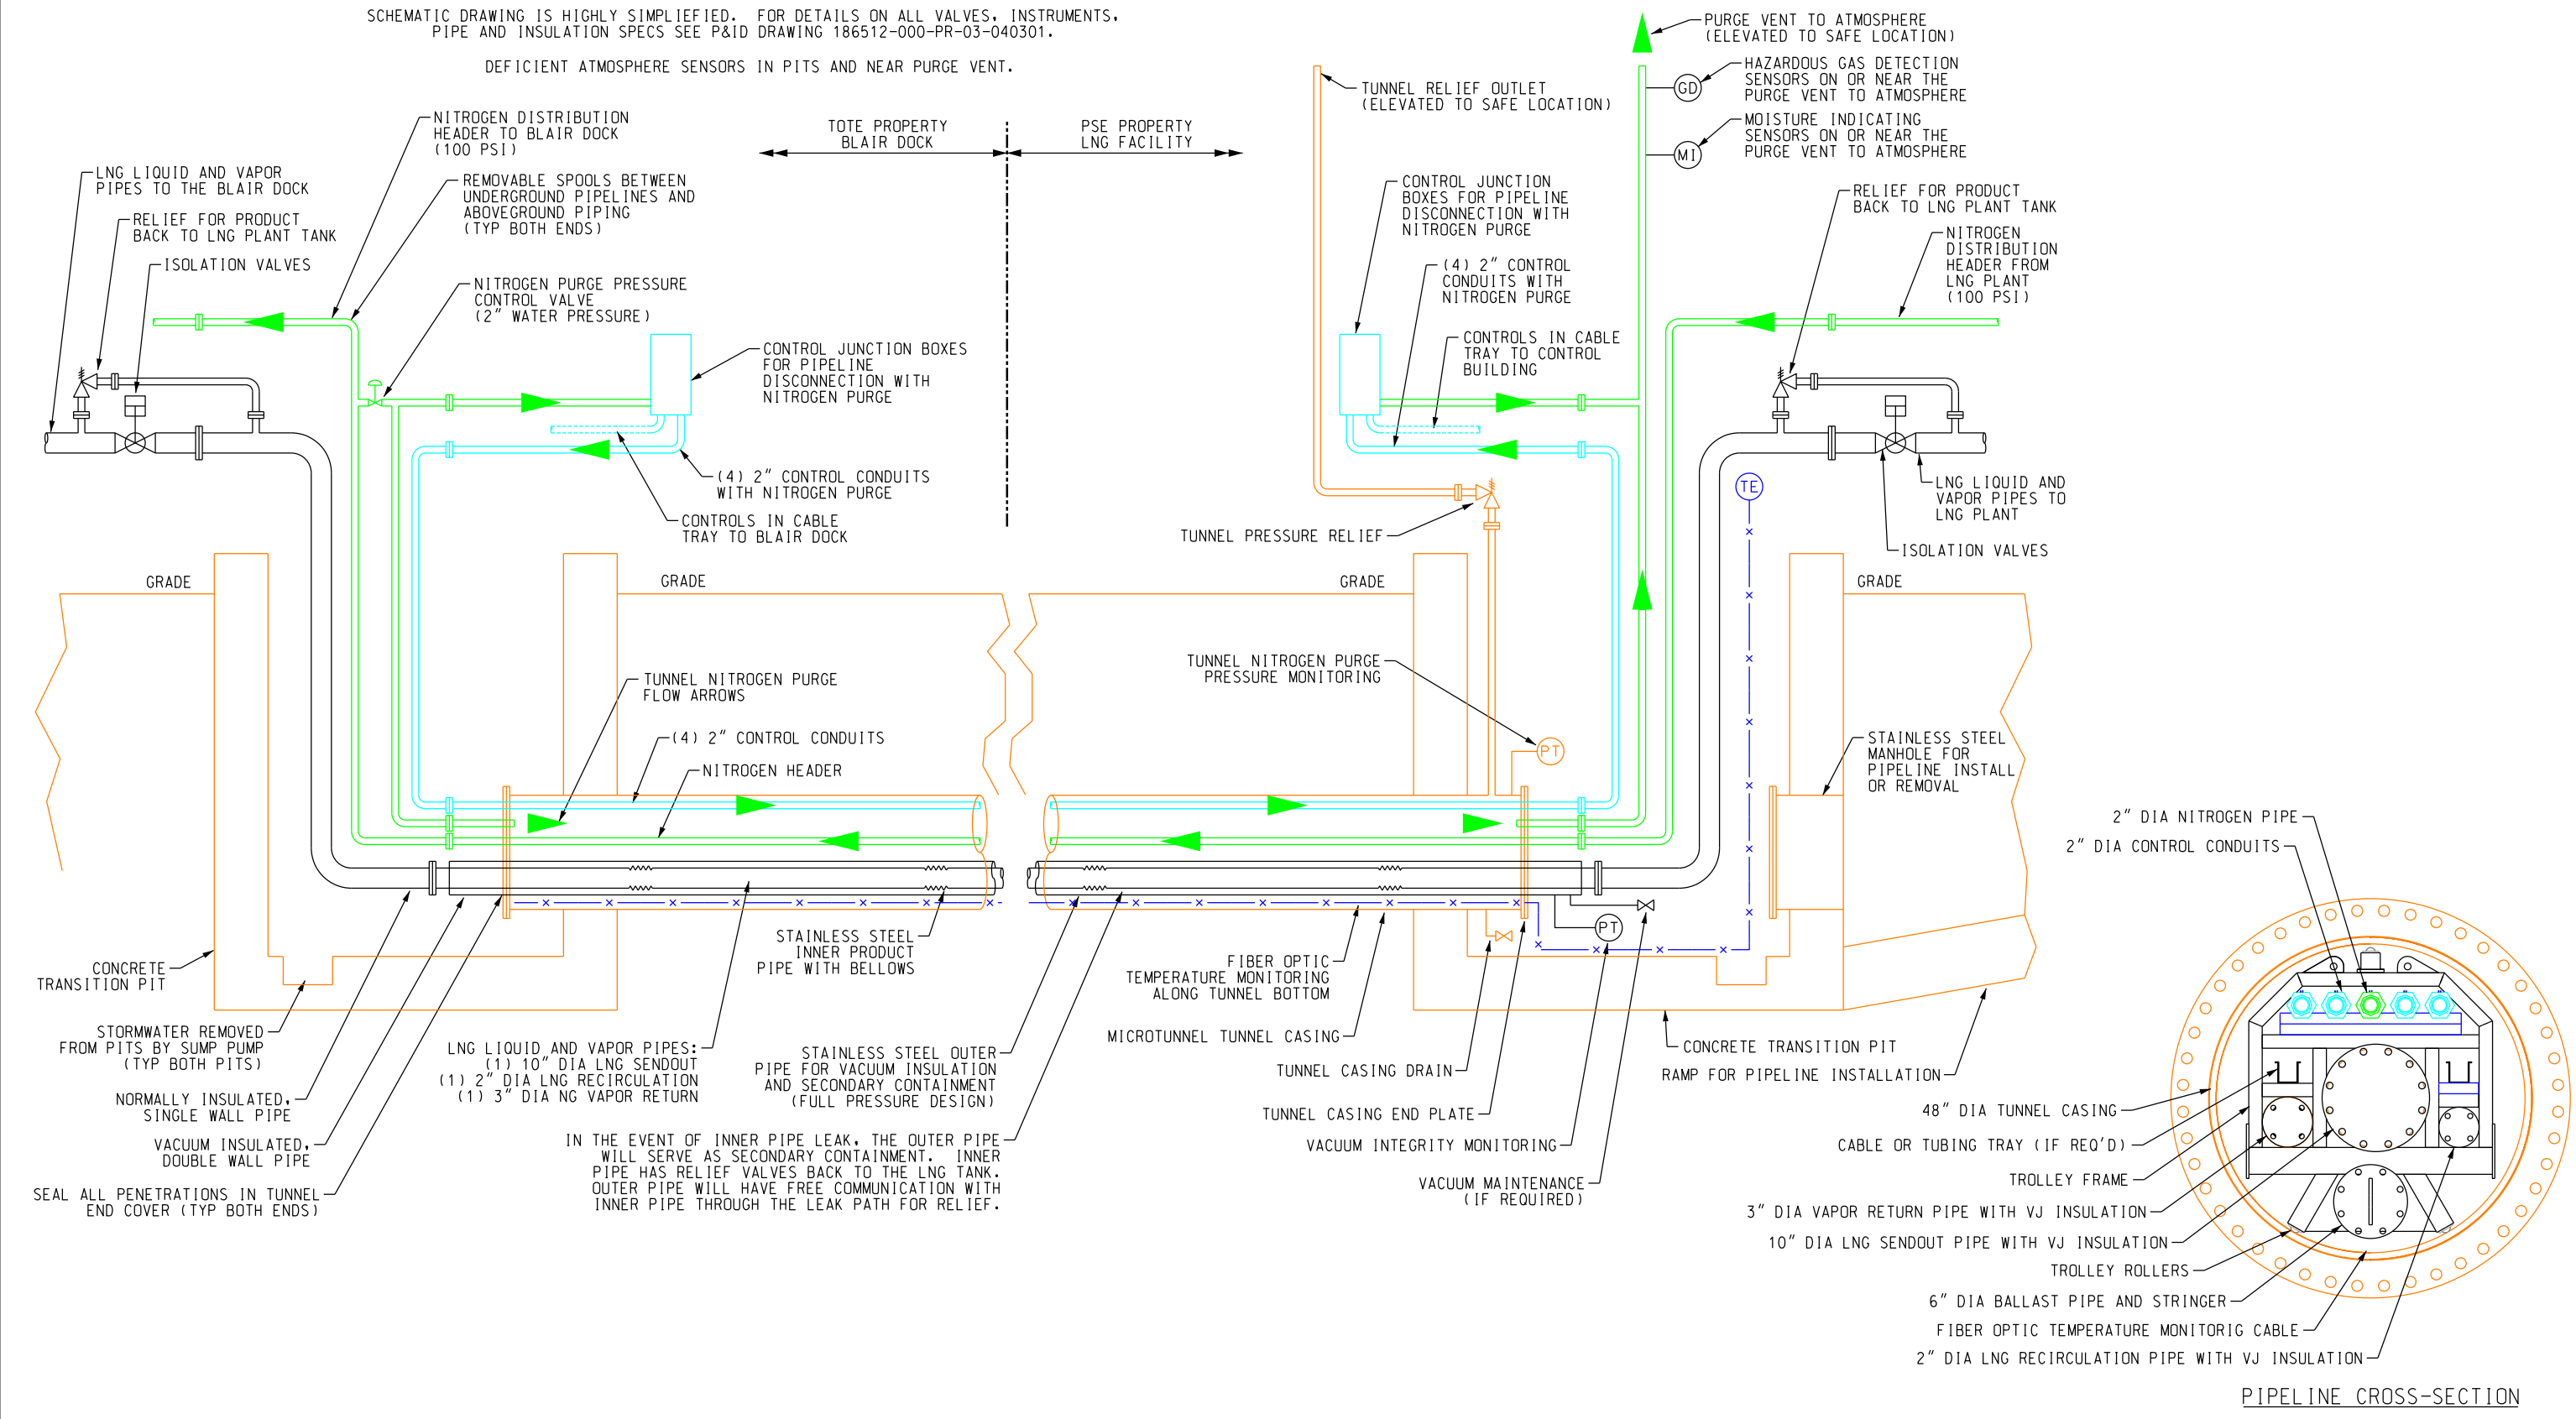 SCHEMATIC DRAWING IS HIGHLY SIMPLIEFIED. FOR DETAILS ON ALL VALVES, INSTRUMENTS,
PIPE AND INSULATION SPECS SEE P&ID DRAWING 186512-000-PR-03-040301.
DEFICIENT ATMOSPHERE SENSORS IN PITS AND NEAR PURGE VENT.
NITROGEN DISTRIBUTION
HEADER TO BLAIR DOCK
(100 PSI)
TOTE PROPERTY
BLAIR DOCK
PSE PROPERTY
LNG FACILITY
LNG LIQUID AND VAPOR
PIPES TO THE BLAIR DOCK
RELIEF FOR PRODUCT
BACK TO LNG PLANT TANK
ISOLATION VALVES
REMOVABLE SPOOLS BETWEEN
UNDERGROUND PIPELINES AND
ABOVEGROUND PIPING
(TYP BOTH ENDS)
NITROGEN PURGE PRESSURE
CONTROL VALVE
(2" WATER PRESSURE)
CONTROL JUNCTION BOXES
FOR PIPELINE
DISCONNECTION WITH
NITROGEN PURGE
(4) 2" CONTROL CONDUITS
WITH NITROGEN PURGE
CONTROLS IN CABLE
TRAY TO BLAIR DOCK
TUNNEL RELIEF OUTLET
(ELEVATED TO SAFE LOCATION)
PURGE VENT TO ATMOSPHERE
(ELEVATED TO SAFE LOCATION)
GD
HAZARDOUS GAS DETECTION
SENSORS ON OR NEAR THE
PURGE VENT TO ATMOSPHERE
MI
MOISTURE INDICATING
SENSORS ON OR NEAR THE
PURGE VENT TO ATMOSPHERE
CONTROL JUNCTION
BOXES FOR PIPELINE
DISCONNECTION WITH
NITROGEN PURGE
(4) 2" CONTROL
CONDUITS WITH
NITROGEN PURGE
CONTROLS IN CABLE
TRAY TO CONTROL
BUILDING
RELIEF FOR PRODUCT
BACK TO LNG PLANT TANK
NITROGEN
DISTRIBUTION
HEADER FROM
LNG PLANT
(100 PSI)
LNG LIQUID AND
VAPOR PIPES TO
LNG PLANT
ISOLATION VALVES
TE
TUNNEL PRESSURE RELIEF
GRADE
GRADE
GRADE
GRADE
TUNNEL NITROGEN PURGE
FLOW ARROWS
(4) 2" CONTROL CONDUITS
NITROGEN HEADER
TUNNEL NITROGEN PURGE
PRESSURE MONITORING
PT
STAINLESS STEEL
MANHOLE FOR
PIPELINE INSTALL
OR REMOVAL
PT
CONCRETE
TRANSITION PIT
STORMWATER REMOVED
FROM PITS BY SUMP PUMP
(TYP BOTH PITS)
NORMALLY INSULATED,
SINGLE WALL PIPE
VACUUM INSULATED,
DOUBLE WALL PIPE
SEAL ALL PENETRATIONS IN TUNNEL
END COVER (TYP BOTH ENDS)
STAINLESS STEEL
INNER PRODUCT
PIPE WITH BELLOWS
LNG LIQUID AND VAPOR PIPES:
(1) 10" DIA LNG SENDOUT
(1) 2" DIA LNG RECIRCULATION
(1) 3" DIA NG VAPOR RETURN
STAINLESS STEEL OUTER
PIPE FOR VACUUM INSULATION
AND SECONDARY CONTAINMENT
(FULL PRESSURE DESIGN)
IN THE EVENT OF INNER PIPE LEAK, THE OUTER PIPE
WILL SERVE AS SECONDARY CONTAINMENT. INNER
PIPE HAS RELIEF VALVES BACK TO THE LNG TANK.
OUTER PIPE WILL HAVE FREE COMMUNICATION WITH
INNER PIPE THROUGH THE LEAK PATH FOR RELIEF.
FIBER OPTIC
TEMPERATURE MONITORING
ALONG TUNNEL BOTTOM
MICROTUNNEL TUNNEL CASING
TUNNEL CASING DRAIN
TUNNEL CASING END PLATE
VACUUM INTEGRITY MONITORING
VACUUM MAINTENANCE
(IF REQUIRED)
CONCRETE TRANSITION PIT
RAMP FOR PIPELINE INSTALLATION
2" DIA NITROGEN PIPE
2" DIA CONTROL CONDUITS
48" DIA TUNNEL CASING
CABLE OR TUBING TRAY (IF REQ'D)
TROLLEY FRAME
3" DIA VAPOR RETURN PIPE WITH VJ INSULATION
10" DIA LNG SENDOUT PIPE WITH VJ INSULATION
TROLLEY ROLLERS
6" DIA BALLAST PIPE AND STRINGER
FIBER OPTIC TEMPERATURE MONITORIG CABLE
2" DIA LNG RECIRCULATION PIPE WITH VJ INSULATION
PIPELINE CROSS-SECTION